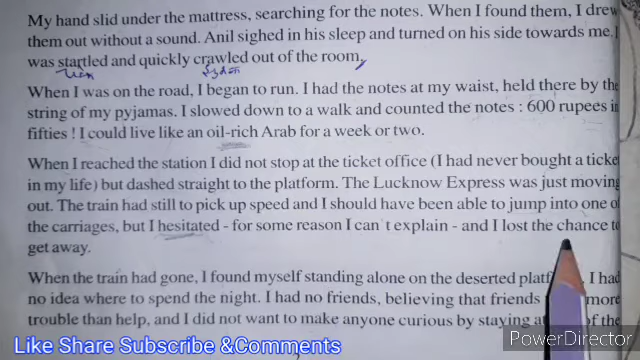 My hand slid under the mattress, searching for the notes. When I found them, I drew
them out without a sound. Anil sighed in his sleep and turned on his side towards me. I
was startled and quickly crawled out of the room,
When I was on the road, I began to run. I had the notes at my waist, held there by the
string of my pyjamas. I slowed down to a walk and counted the notes : 600 rupees in
fifties ! I could live like an oil-rich Arab for a week or two.
When I reached the station I did not stop at the ticket office (I had never bought a ticket
in my life) but dashed straight to the platform. The Lucknow Express was just moving
out. The train had still to pick up speed and I should have been able to jump into one of
the carriages, but I hesitated - for some reason I can't explain - and I lost the chance to
get away.
When the train had gone, I found myself standing alone on the deserted I had
no idea where to spend the night. I had no friends, believing that friends more
trouble than help, and I did not want to make anyone curious by staying of the
Like Share Subscribe &Comments
PowerDirector